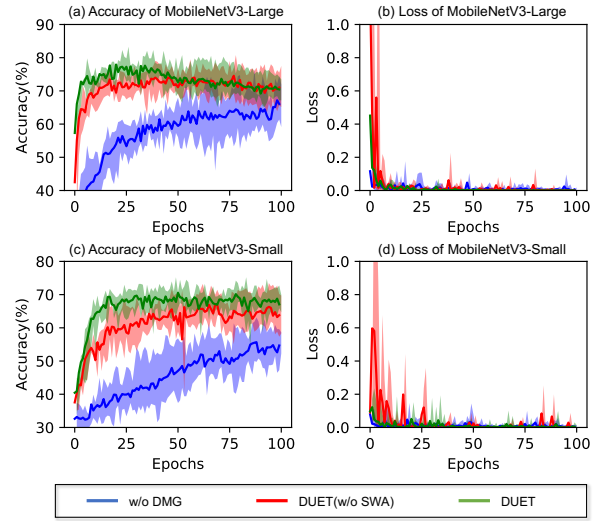 (a) Accuracy of MobileNetV3-Large
90
80
70
60
50
40
Accuracy(%)
0 25 50 75 100
Epochs
(b) Loss of MobileNetV3-Large
1.0
0.8
0.6
0.4
0.2
0.0
Loss
0 25 50 75 100
Epochs
(c) Accuracy of MobileNetV3-Small
80
70
60
50
40
30
Accuracy(%)
0 25 50 75 100
Epochs
(d) Loss of MobileNetV3-Small
1.0
0.8
0.6
0.4
0.2
0.0
Loss
0 25 50 75 100
Epochs
w/o DMG DUET(w/o SWA) DUET